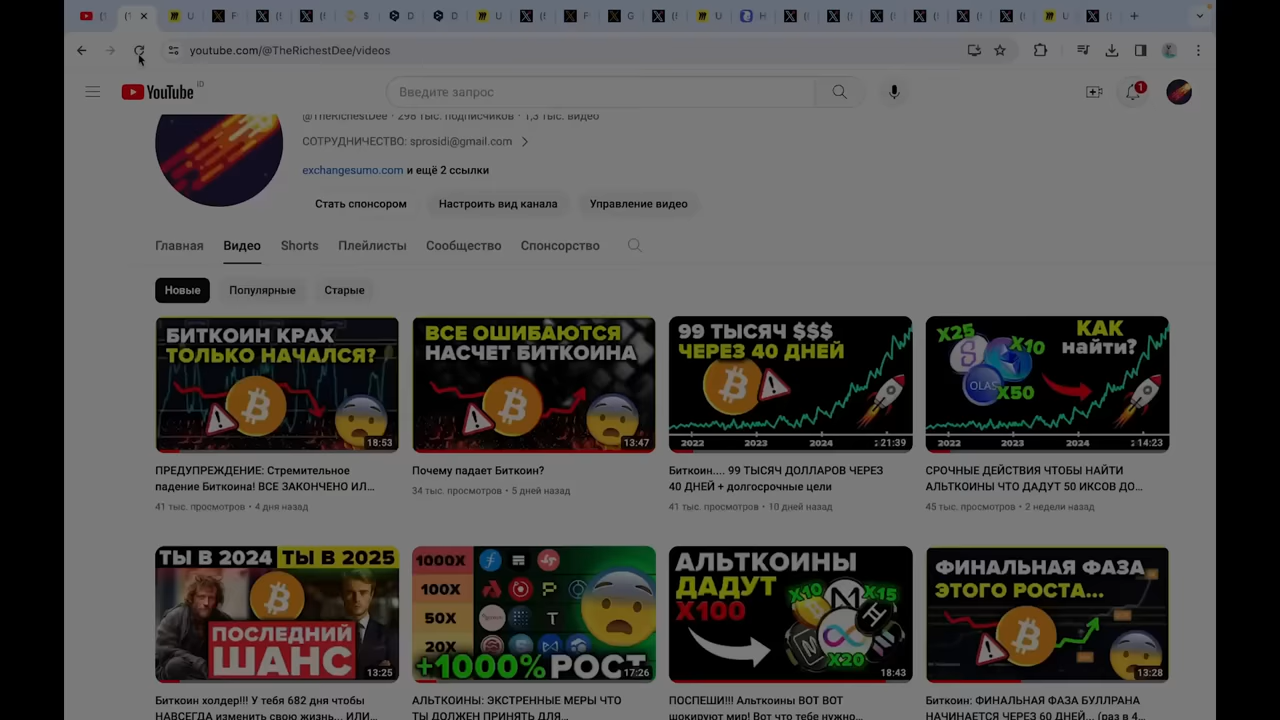 youtube.com/@TheRichestDee/videos
YouTube ID
Введите запрос
1
@TheRichestDee • 298 тыс. подписчиков • 1,3 тыс. видео
СОТРУДНИЧЕСТВО: sprosidi@gmail.com
exchangesumo.com и ещё 2 ссылки
Стать спонсором
Настроить вид канала
Управление видео
Главная
Видео
Shorts
Плейлисты
Сообщество
Спонсорство
Новые
Популярные
Старые
БИТКОИН КРАХ
ТОЛЬКО НАЧАЛСЯ?
18:53
ВСЕ ОШИБАЮТСЯ
НАСЧЕТ БИТКОИНА
13:47
99 ТЫСЯЧ $$$
ЧЕРЕЗ 40 ДНЕЙ
2022 2023 2024
21:39
X25
X10
OLAS
X50
КАК
найти?
2022 2023 2024
14:23
ПРЕДУПРЕЖДЕНИЕ: Стремительное
падение Биткоина! ВСЕ ЗАКОНЧЕНО ИЛ...
41 тыс. просмотров • 4 дня назад
Почему падает Биткоин?
34 тыс. просмотров • 5 дней назад
Биткоин.... 99 ТЫСЯЧ ДОЛЛАРОВ ЧЕРЕЗ
40 ДНЕЙ + долгосрочные цели
41 тыс. просмотров • 10 дней назад
СРОЧНЫЕ ДЕЙСТВИЯ ЧТОБЫ НАЙТИ
АЛЬТКОИНЫ ЧТО ДАДУТ 50 ИКСОВ ДО...
45 тыс. просмотров • 2 недели назад
ТЫ В 2024 ТЫ В 2025
ПОСЛЕДНИЙ
ШАНС
13:25
1000X
100X
50X
20X
+1000% РОСТ
17:26
АЛЬТКОИНЫ
ДАДУТ
X100
X10
X15
X20
18:43
ФИНАЛЬНАЯ ФАЗА
ЭТОГО РОСТА...
13:28
Биткоин холдер!!! У тебя 682 дня чтобы
НАВСЕГДА изменить свою жизнь... ИЛИ...
АЛЬТКОИНЫ: ЭКСТРЕННЫЕ МЕРЫ ЧТО
ТЫ ДОЛЖЕН ПРИНЯТЬ ДЛЯ...
ПОСПЕШИ!!! Альткоины ВОТ ВОТ
шокируют мир! Вот что тебе нужно...
Биткоин: ФИНАЛЬНАЯ ФАЗА БУЛЛРАНА
НАЧИНАЕТСЯ ЧЕРЕЗ 60 ДНЕЙ... (раз в 4...